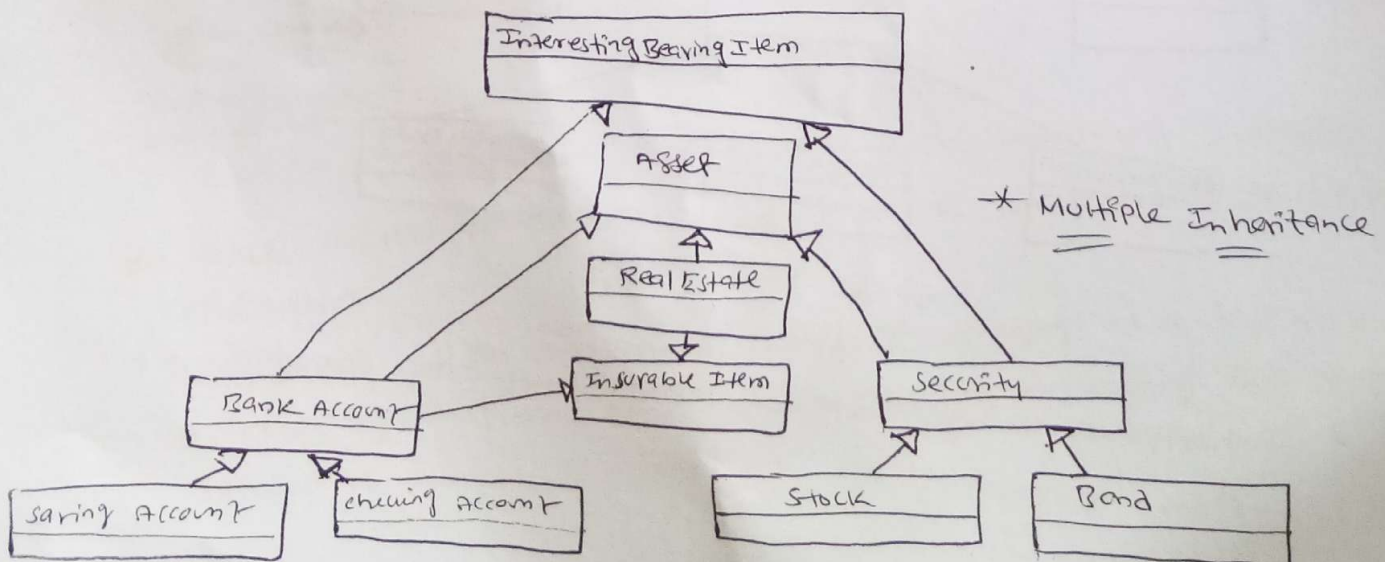 Interesting Bearing Item
Asset
* Multiple Inheritance
Real Estate
Insurable Item
Security
Bank Account
Saving Account
Checking Account
Stock
Bond